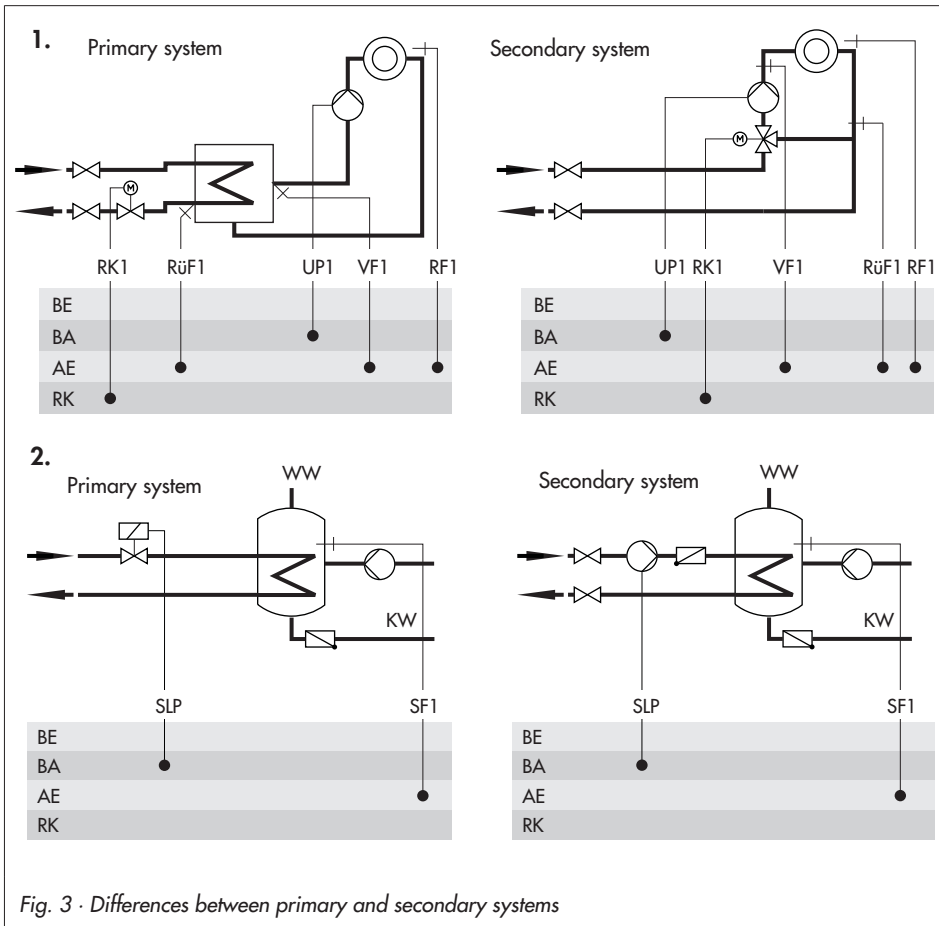 1. Primary system Secondary system
M M
RK1 RüF1 UP1 VF1 RF1 UP1 RK1 VF1 RüF1 RF1
BE BE
BA BA
AE AE
RK RK
2. Primary system Secondary system
WW WW
KW KW
SLP SF1 SLP SF1
BE BE
BA BA
AE AE
RK RK
Fig. 3 · Differences between primary and secondary systems